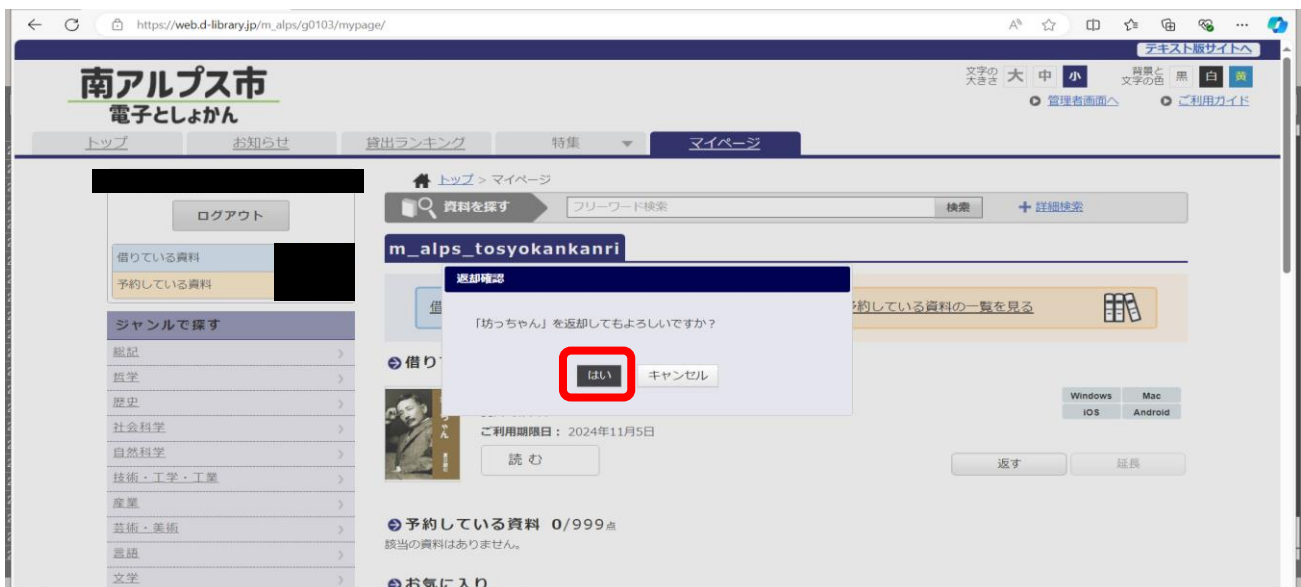 https://web.d-library.jp/m_alps/g0103/mypage/
テキスト版サイトへ
南アルプス市
電子としょかん
文字の大きさ 大 中 小 背景と文字の色 黒 白 黄
管理者画面へ ご利用ガイド
トップ お知らせ 貸出ランキング 特集 マイページ
トップ > マイページ
ログアウト
資料を探す フリーワード検索 検索 詳細検索
借りている資料
予約している資料
m_alps_tosyokankanri
返却確認
「坊っちゃん」を返却してもよろしいですか？
はい キャンセル
借
約している資料の一覧を見る
ジャンルで探す
総記
哲学
歴史
社会科学
自然科学
技術・工学・工業
産業
芸術・美術
言語
文学
借り
Windows Mac
iOS Android
ご利用期限日： 2024年11月5日
読む
返す 延長
予約している資料 0/999点
該当の資料はありません。
お気に入り